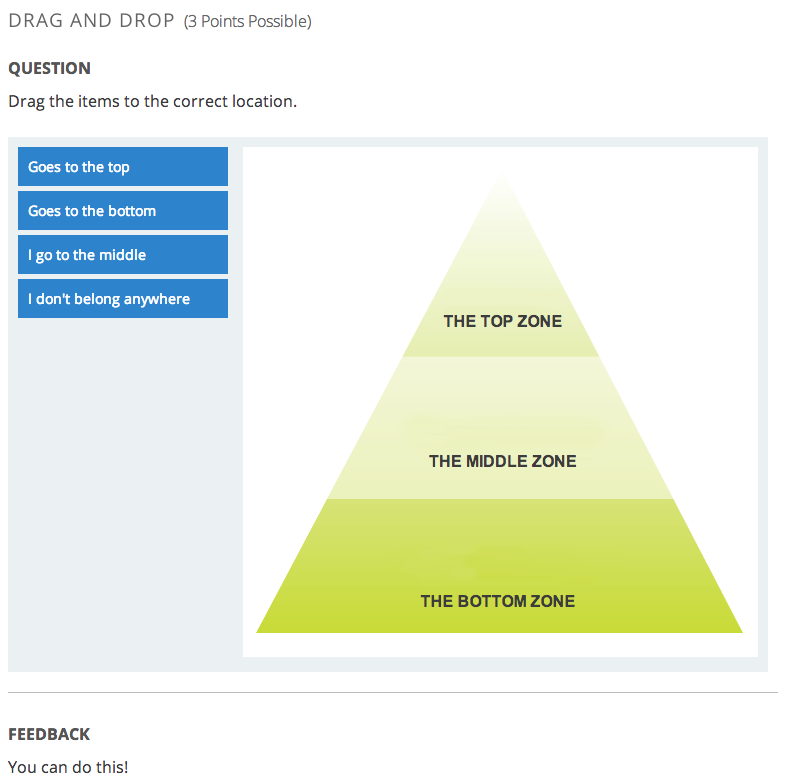 DRAG AND DROP (3 Points Possible)
QUESTION
Drag the items to the correct location.
Goes to the top
Goes to the bottom
I go to the middle
I don't belong anywhere
THE TOP ZONE
THE MIDDLE ZONE
THE BOTTOM ZONE
FEEDBACK
You can do this!